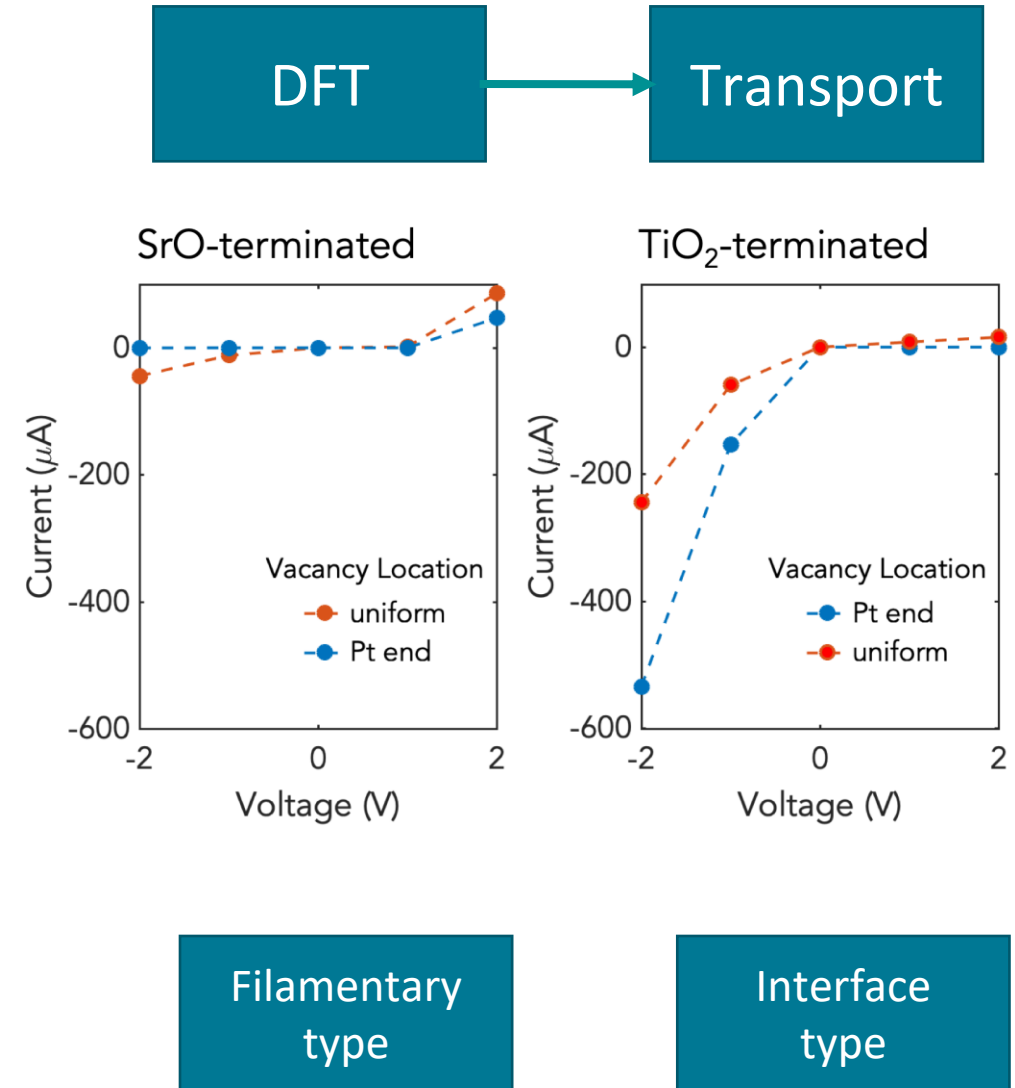 DFT
Transport
SrO-terminated
TiO₂-terminated
0
-200
-400
-600
-2
0
2
Current (μA)
Voltage (V)
Vacancy Location
uniform
Pt end
0
-200
-400
-600
-2
0
2
Current (μA)
Voltage (V)
Vacancy Location
Pt end
uniform
Filamentary
type
Interface
type